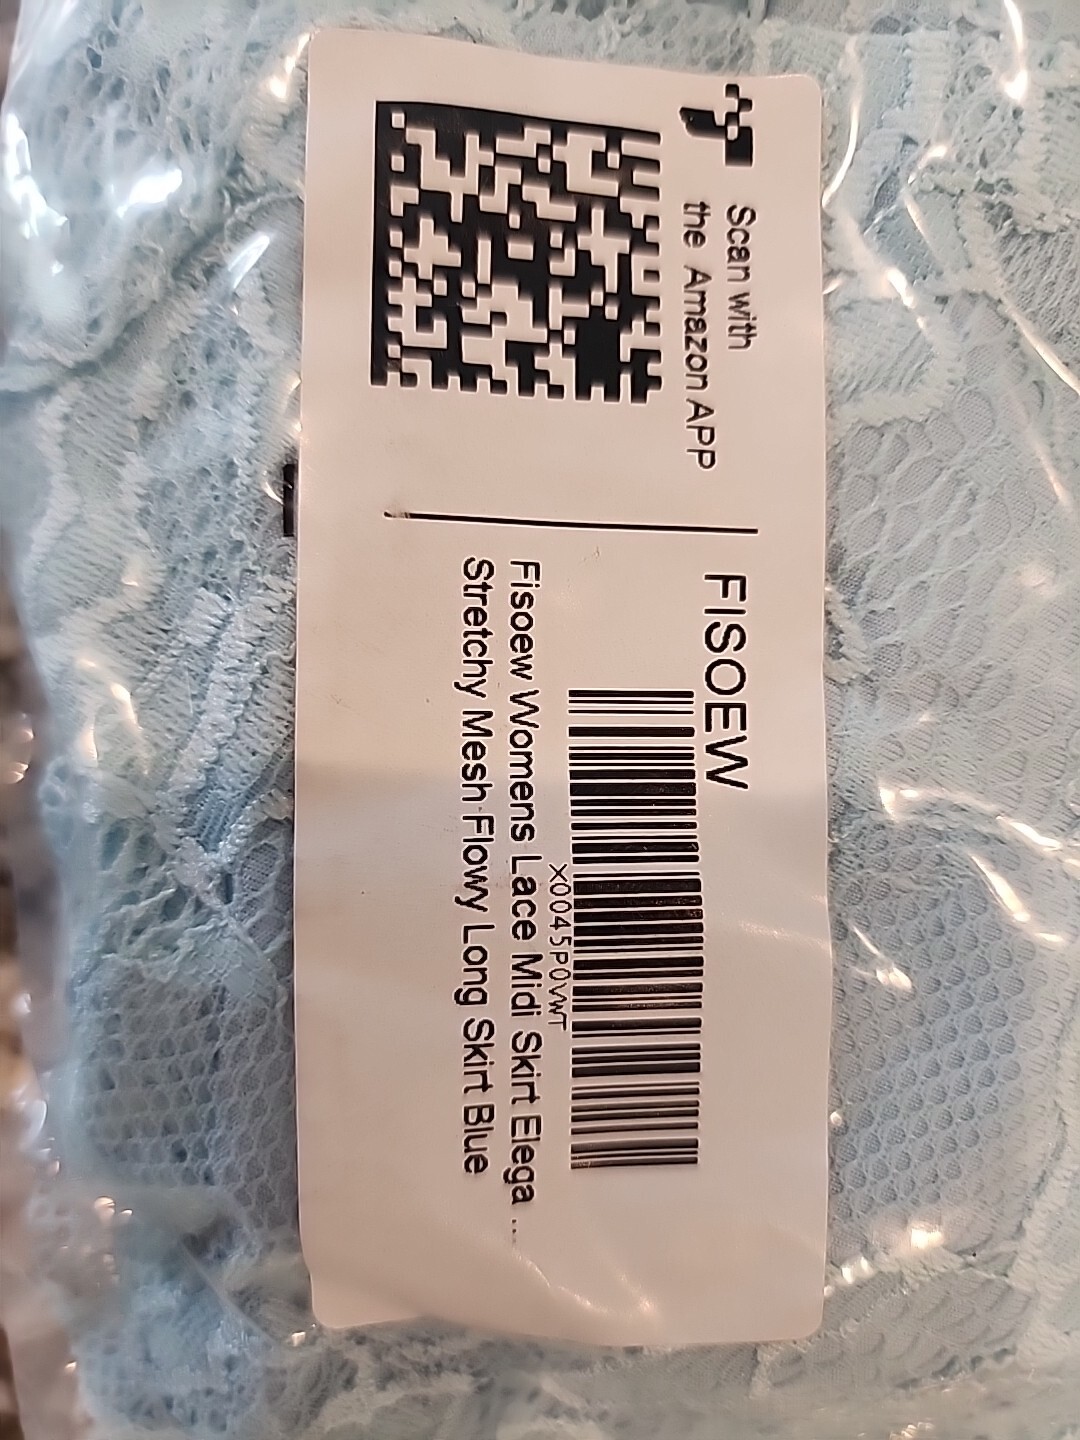 Scan with
the Amazon APP
FISOEW
X0045P0VWT
Fisoew Womens Lace Midi Skirt Elega ...
Stretchy Mesh Flowy Long Skirt Blue